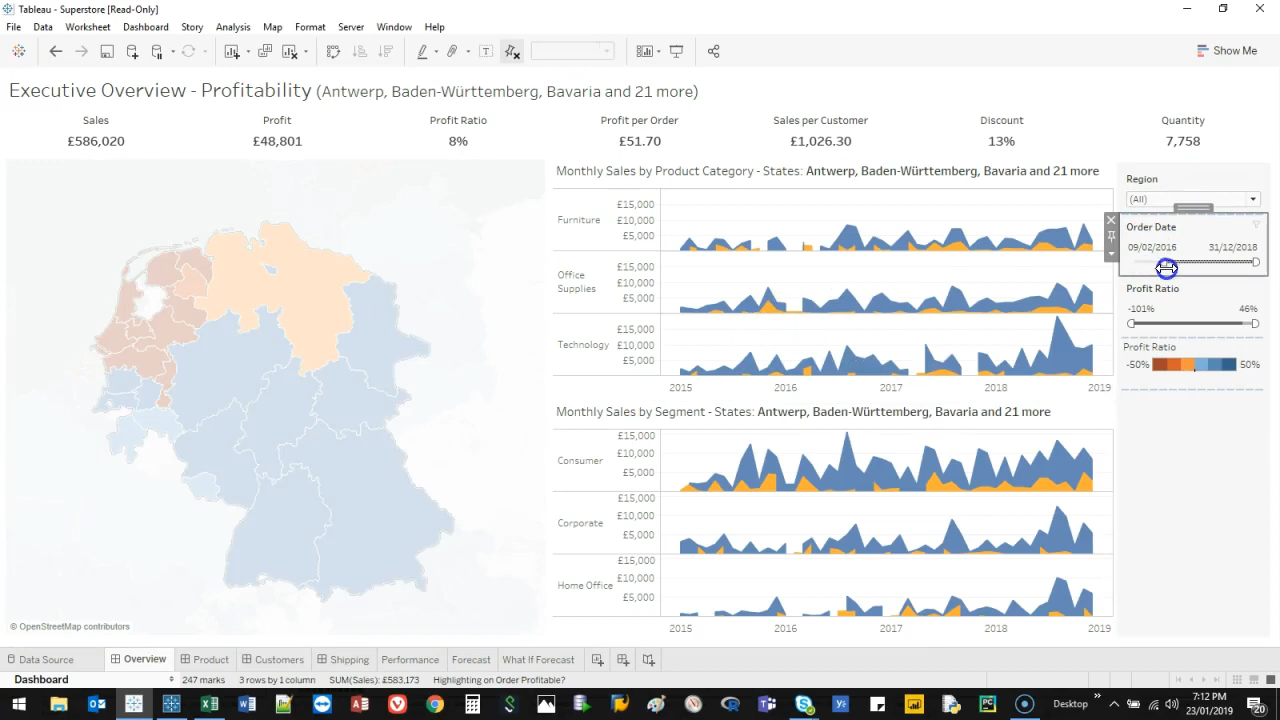 Tableau - Superstore [Read-Only]
File Data Worksheet Dashboard Story Analysis Map Format Server Window Help
Show Me
Executive Overview - Profitability (Antwerp, Baden-Württemberg, Bavaria and 21 more)
Sales Profit Profit Ratio Profit per Order Sales per Customer Discount Quantity
£586,020 £48,801 8% £51.70 £1,026.30 13% 7,758
Monthly Sales by Product Category - States: Antwerp, Baden-Württemberg, Bavaria and 21 more
Furniture
£15,000
£10,000
£5,000
Office
Supplies
£15,000
£10,000
£5,000
Technology
£15,000
£10,000
£5,000
2015 2016 2017 2018 2019
Monthly Sales by Segment - States: Antwerp, Baden-Württemberg, Bavaria and 21 more
Consumer
£15,000
£10,000
£5,000
Corporate
£15,000
£10,000
£5,000
Home Office
£15,000
£10,000
£5,000
2015 2016 2017 2018 2019
Region
(All)
Order Date
09/02/2016 31/12/2018
Profit Ratio
-101% 46%
Profit Ratio
-50% 50%
© OpenStreetMap contributors
Data Source Overview Product Customers Shipping Performance Forecast What If Forecast
Dashboard 247 marks 3 rows by 1 column SUM(Sales): £583,173 Highlighting on Order Profitable?
Desktop
7:12 PM
23/01/2019
20